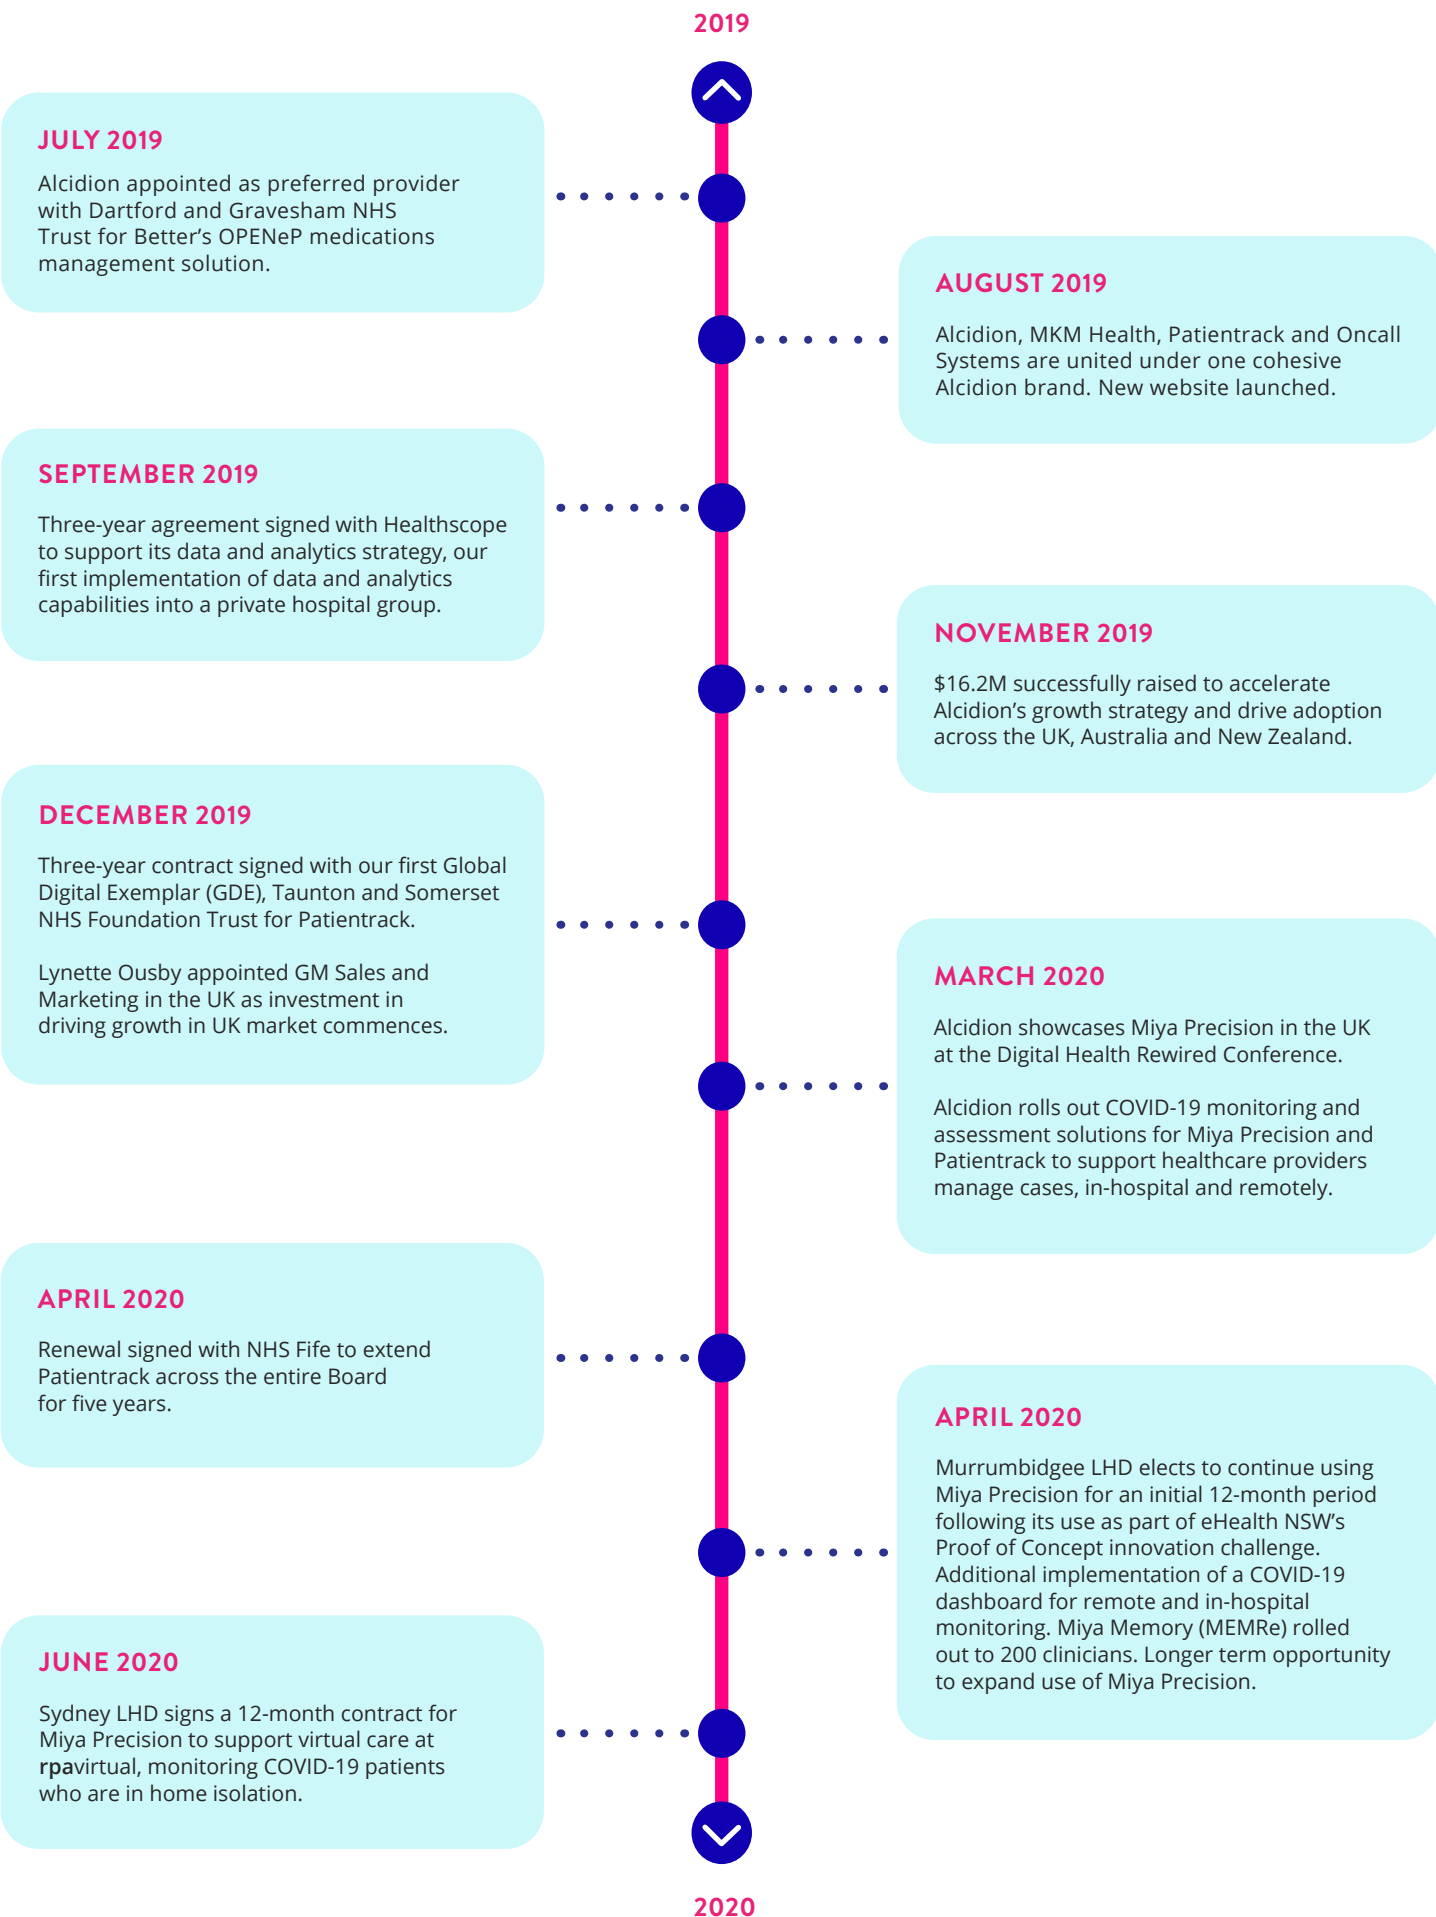 2019
JULY 2019
Alcidion appointed as preferred provider
with Dartford and Gravesham NHS
Trust for Better’s OPENeP medications
management solution.
AUGUST 2019
Alcidion, MKM Health, Patientrack and Oncall
Systems are united under one cohesive
Alcidion brand. New website launched.
SEPTEMBER 2019
Three-year agreement signed with Healthscope
to support its data and analytics strategy, our
first implementation of data and analytics
capabilities into a private hospital group.
NOVEMBER 2019
$16.2M successfully raised to accelerate
Alcidion’s growth strategy and drive adoption
across the UK, Australia and New Zealand.
DECEMBER 2019
Three-year contract signed with our first Global
Digital Exemplar (GDE), Taunton and Somerset
NHS Foundation Trust for Patientrack.
Lynette Ousby appointed GM Sales and
Marketing in the UK as investment in
driving growth in UK market commences.
MARCH 2020
Alcidion showcases Miya Precision in the UK
at the Digital Health Rewired Conference.
Alcidion rolls out COVID-19 monitoring and
assessment solutions for Miya Precision and
Patientrack to support healthcare providers
manage cases, in-hospital and remotely.
APRIL 2020
Renewal signed with NHS Fife to extend
Patientrack across the entire Board
for five years.
APRIL 2020
Murrumbidgee LHD elects to continue using
Miya Precision for an initial 12-month period
following its use as part of eHealth NSW’s
Proof of Concept innovation challenge.
Additional implementation of a COVID-19
dashboard for remote and in-hospital
monitoring. Miya Memory (MEMRe) rolled
out to 200 clinicians. Longer term opportunity
to expand use of Miya Precision.
JUNE 2020
Sydney LHD signs a 12-month contract for
Miya Precision to support virtual care at
rpavirtual, monitoring COVID-19 patients
who are in home isolation.
2020